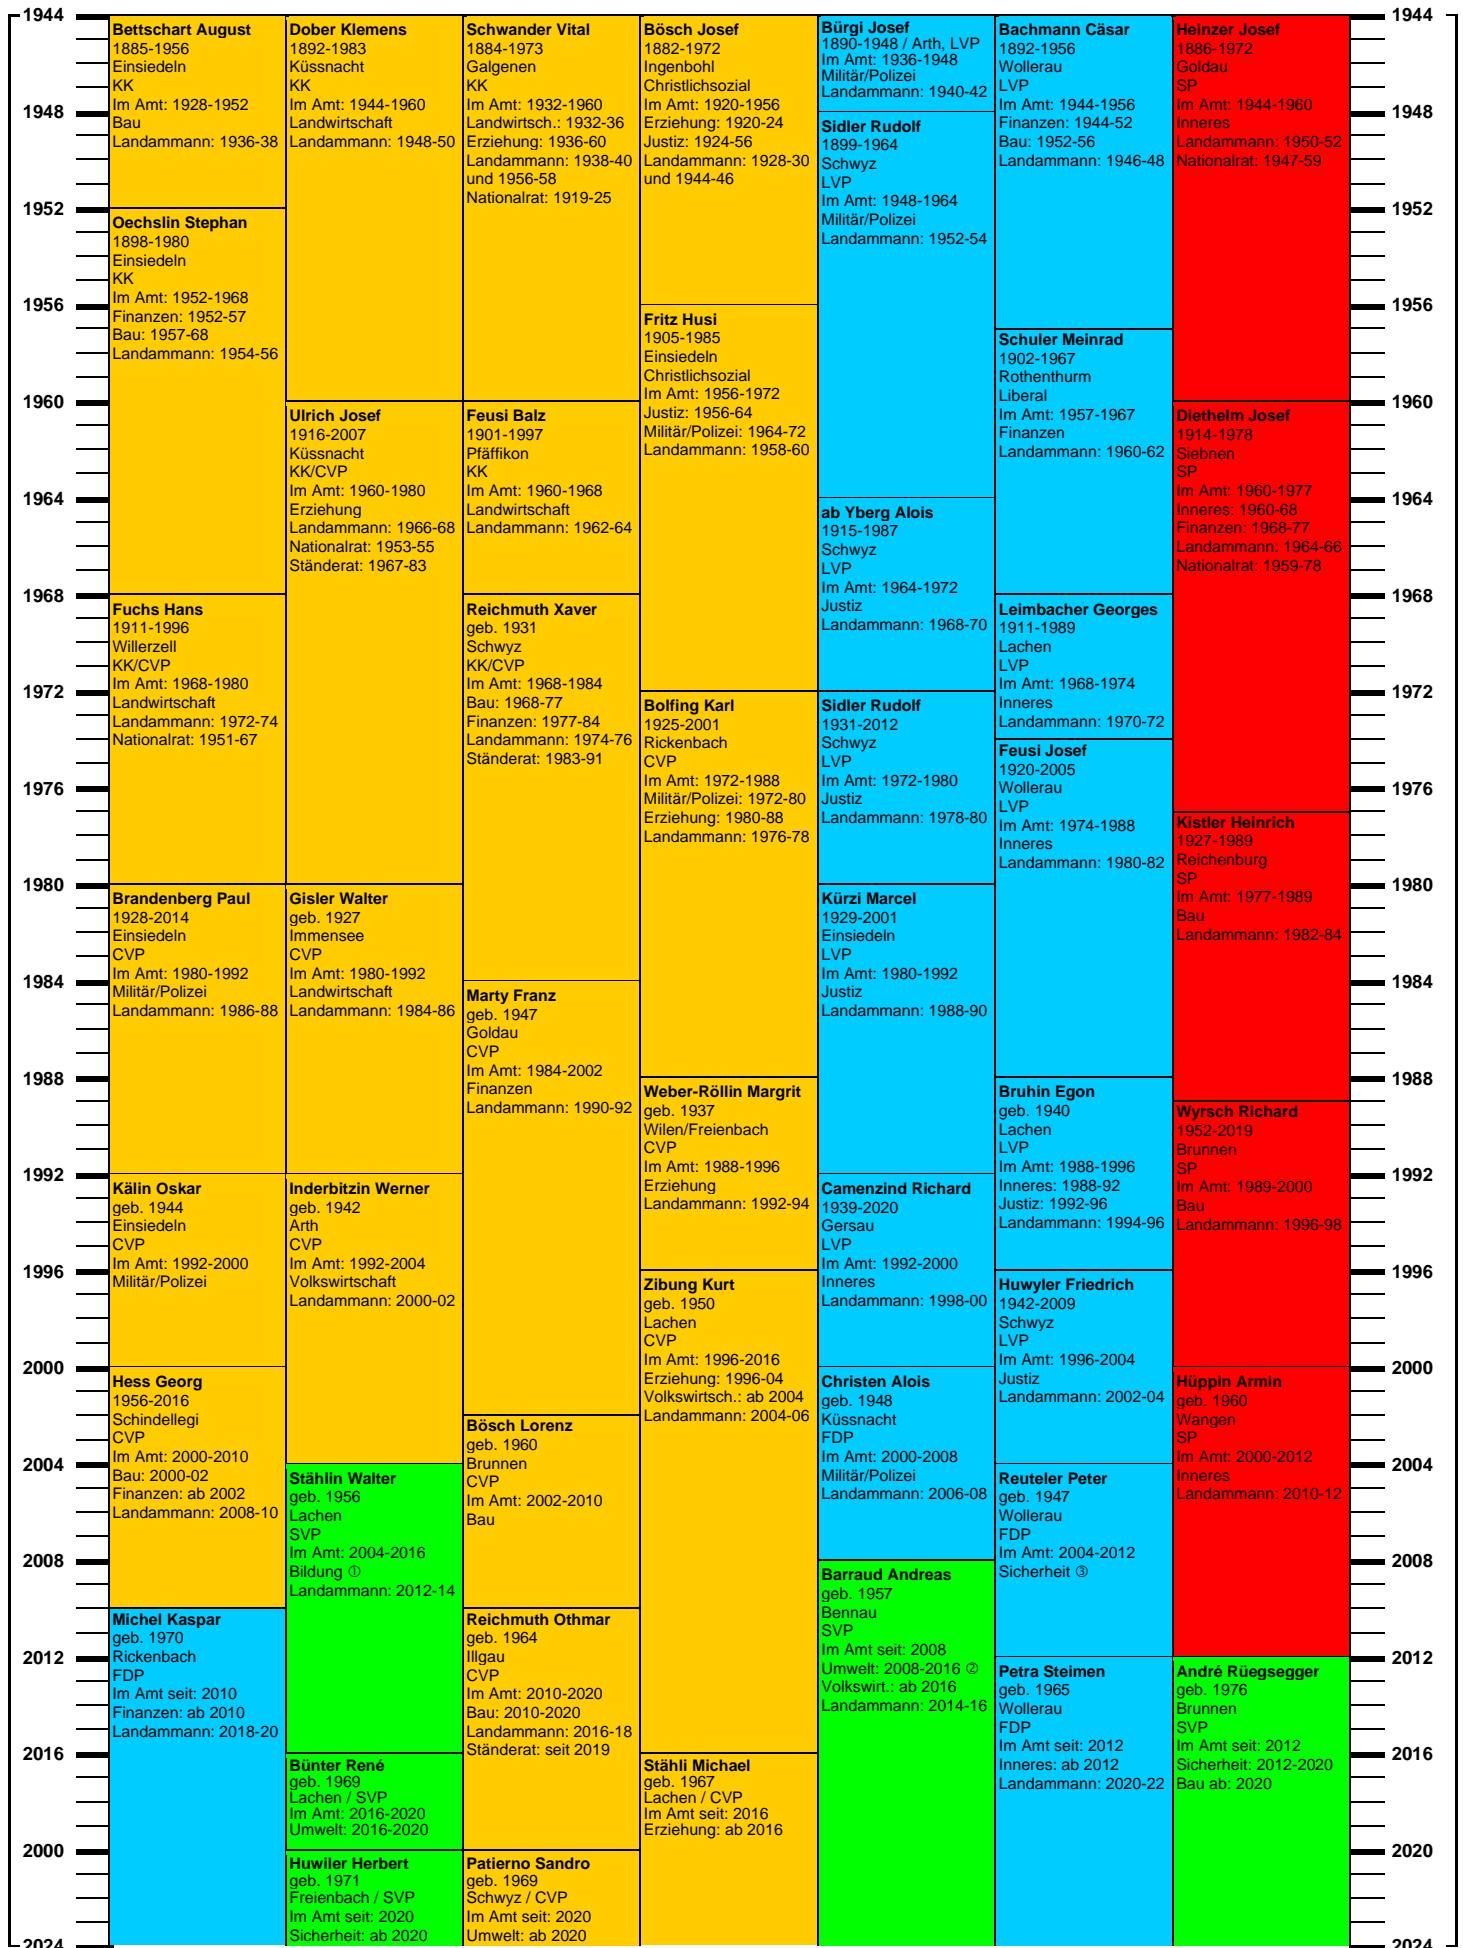 1944
1948
1952
1956
1960
1964
1968
1972
1976
1980
1984
1988
1992
1996
2000
2004
2008
2012
2016
2000
2024
Bettschart August
1885-1956
Einsiedeln
KK
Im Amt: 1928-1952
Bau
Landammann: 1936-38
Oechslin Stephan
1898-1980
Einsiedeln
KK
Im Amt: 1952-1968
Finanzen: 1952-57
Bau: 1957-68
Landammann: 1954-56
Fuchs Hans
1911-1996
Willerzell
KK/CVP
Im Amt: 1968-1980
Landwirtschaft
Landammann: 1972-74
Nationalrat: 1951-67
Brandenberg Paul
1928-2014
Einsiedeln
CVP
Im Amt: 1980-1992
Militär/Polizei
Landammann: 1986-88
Kälin Oskar
geb. 1944
Einsiedeln
CVP
Im Amt: 1992-2000
Militär/Polizei
Hess Georg
1956-2016
Schindellegi
CVP
Im Amt: 2000-2010
Bau: 2000-02
Finanzen: ab 2002
Landammann: 2008-10
Michel Kaspar
geb. 1970
Rickenbach
FDP
Im Amt seit: 2010
Finanzen: ab 2010
Landammann: 2018-20
Dober Klemens
1892-1983
Küssnacht
KK
Im Amt: 1944-1960
Landwirtschaft
Landammann: 1948-50
Ulrich Josef
1916-2007
Küssnacht
KK/CVP
Im Amt: 1960-1980
Erziehung
Landammann: 1966-68
Nationalrat: 1953-55
Ständerat: 1967-83
Gisler Walter
geb. 1927
Immensee
CVP
Im Amt: 1980-1992
Landwirtschaft
Landammann: 1984-86
Inderbitzin Werner
geb. 1942
Arth
CVP
Im Amt: 1992-2004
Volkswirtschaft
Landammann: 2000-02
Stählin Walter
geb. 1956
Lachen
SVP
Im Amt: 2004-2016
Bildung ①
Landammann: 2012-14
Bünter René
geb. 1969
Lachen / SVP
Im Amt: 2016-2020
Umwelt: 2016-2020
Huwiler Herbert
geb. 1971
Freienbach / SVP
Im Amt seit: 2020
Sicherheit: ab 2020
Schwander Vital
1884-1973
Galgenen
KK
Im Amt: 1932-1960
Landwirtsch.: 1932-36
Erziehung: 1936-60
Landammann: 1938-40
und 1956-58
Nationalrat: 1919-25
Feusi Balz
1901-1997
Pfäffikon
KK
Im Amt: 1960-1968
Landwirtschaft
Landammann: 1962-64
Reichmuth Xaver
geb. 1931
Schwyz
KK/CVP
Im Amt: 1968-1984
Bau: 1968-77
Finanzen: 1977-84
Landammann: 1974-76
Ständerat: 1983-91
Marty Franz
geb. 1947
Goldau
CVP
Im Amt: 1984-2002
Finanzen
Landammann: 1990-92
Bösch Lorenz
geb. 1960
Brunnen
CVP
Im Amt: 2002-2010
Bau
Reichmuth Othmar
geb. 1964
Illgau
CVP
Im Amt: 2010-2020
Bau: 2010-2020
Landammann: 2016-18
Ständerat: seit 2019
Patierno Sandro
geb. 1969
Schwyz / CVP
Im Amt seit: 2020
Umwelt: ab 2020
Bösch Josef
1882-1972
Ingenbohl
Christlichsozial
Im Amt: 1920-1956
Erziehung: 1920-24
Justiz: 1924-56
Landammann: 1928-30
und 1944-46
Fritz Husi
1905-1985
Einsiedeln
Christlichsozial
Im Amt: 1956-1972
Justiz: 1956-64
Militär/Polizei: 1964-72
Landammann: 1958-60
Bolfing Karl
1925-2001
Rickenbach
CVP
Im Amt: 1972-1988
Militär/Polizei: 1972-80
Erziehung: 1980-88
Landammann: 1976-78
Weber-Röllin Margrit
geb. 1937
Wilen/Freienbach
CVP
Im Amt: 1988-1996
Erziehung
Landammann: 1992-94
Zibung Kurt
geb. 1950
Lachen
CVP
Im Amt: 1996-2016
Erziehung: 1996-04
Volkswirtsch.: ab 2004
Landammann: 2004-06
Stähli Michael
geb. 1967
Lachen / CVP
Im Amt seit: 2016
Erziehung: ab 2016
Bürgi Josef
1890-1948 / Arth, LVP
Im Amt: 1936-1948
Militär/Polizei
Landammann: 1940-42
Sidler Rudolf
1899-1964
Schwyz
LVP
Im Amt: 1948-1964
Militär/Polizei
Landammann: 1952-54
ab Yberg Alois
1915-1987
Schwyz
LVP
Im Amt: 1964-1972
Justiz
Landammann: 1968-70
Sidler Rudolf
1931-2012
Schwyz
LVP
Im Amt: 1972-1980
Justiz
Landammann: 1978-80
Kürzi Marcel
1929-2001
Einsiedeln
LVP
Im Amt: 1980-1992
Justiz
Landammann: 1988-90
Camenzind Richard
1939-2020
Gersau
LVP
Im Amt: 1992-2000
Inneres
Landammann: 1998-00
Christen Alois
geb. 1948
Küssnacht
FDP
Im Amt: 2000-2008
Militär/Polizei
Landammann: 2006-08
Barraud Andreas
geb. 1957
Bennau
SVP
Im Amt seit: 2008
Umwelt: 2008-2016 ②
Volkswirt.: ab 2016
Landammann: 2014-16
Bachmann Cäsar
1892-1956
Wollerau
LVP
Im Amt: 1944-1956
Finanzen: 1944-52
Bau: 1952-56
Landammann: 1946-48
Schuler Meinrad
1902-1967
Rothenthurm
Liberal
Im Amt: 1957-1967
Finanzen
Landammann: 1960-62
Leimbacher Georges
1911-1989
Lachen
LVP
Im Amt: 1968-1974
Inneres
Landammann: 1970-72
Feusi Josef
1920-2005
Wollerau
LVP
Im Amt: 1974-1988
Inneres
Landammann: 1980-82
Bruhin Egon
geb. 1940
Lachen
LVP
Im Amt: 1988-1996
Inneres: 1988-92
Justiz: 1992-96
Landammann: 1994-96
Huwyler Friedrich
1942-2009
Schwyz
LVP
Im Amt: 1996-2004
Justiz
Landammann: 2002-04
Reuteler Peter
geb. 1947
Wollerau
FDP
Im Amt: 2004-2012
Sicherheit ③
Petra Steimen
geb. 1965
Wollerau
FDP
Im Amt seit: 2012
Inneres: ab 2012
Landammann: 2020-22
Heinzer Josef
1886-1972
Goldau
SP
Im Amt: 1944-1960
Inneres
Landammann: 1950-52
Nationalrat: 1947-59
Diethelm Josef
1914-1978
Siebnen
SP
Im Amt: 1960-1977
Inneres: 1960-68
Finanzen: 1968-77
Landammann: 1964-66
Nationalrat: 1959-78
Kistler Heinrich
1927-1989
Reichenburg
SP
Im Amt: 1977-1989
Bau
Landammann: 1982-84
Wyrsch Richard
1952-2019
Brunnen
SP
Im Amt: 1989-2000
Bau
Landammann: 1996-98
Hüppin Armin
geb. 1960
Wangen
SP
Im Amt: 2000-2012
Inneres
Landammann: 2010-12
André Rüegsegger
geb. 1976
Brunnen
SVP
Im Amt seit: 2012
Sicherheit: 2012-2020
Bau ab: 2020
1944
1948
1952
1956
1960
1964
1968
1972
1976
1980
1984
1988
1992
1996
2000
2004
2008
2012
2016
2020
2024